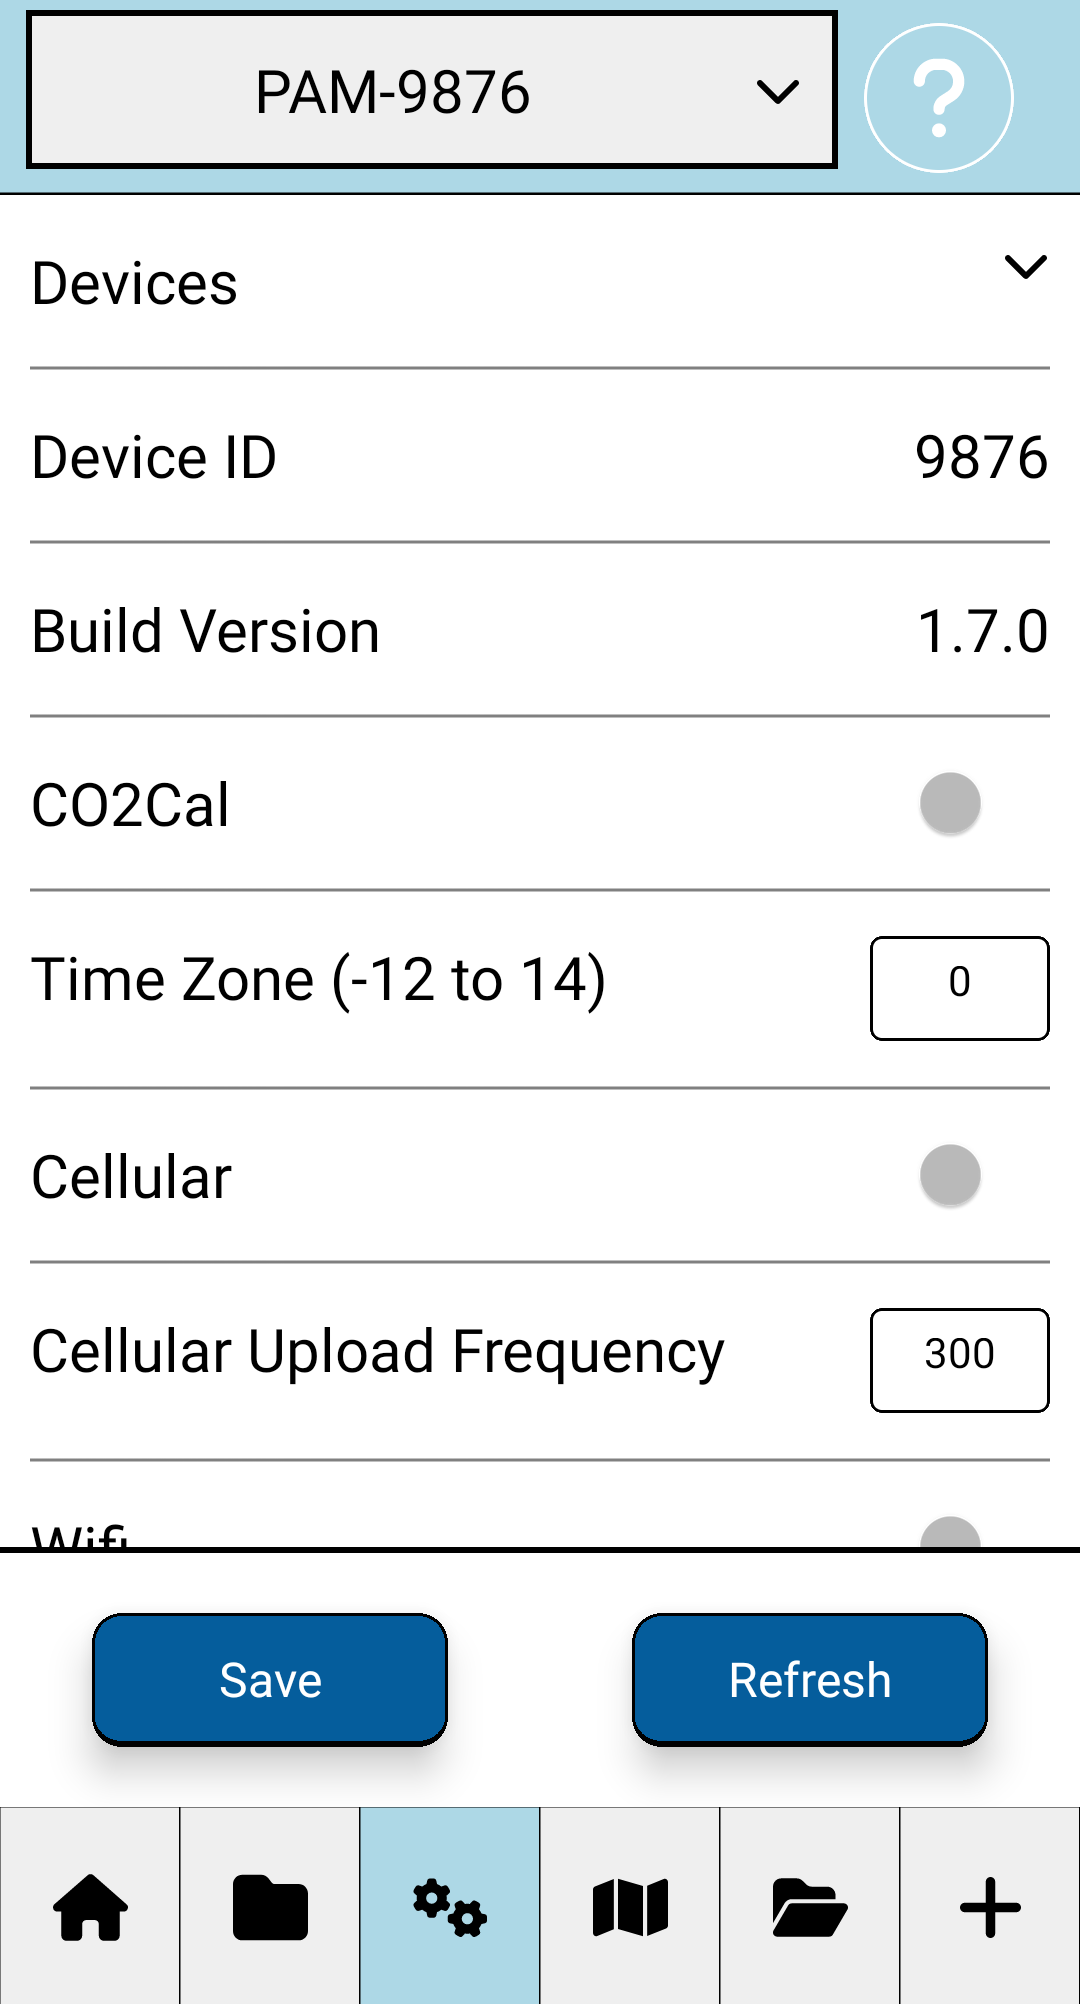 PAM-9876
?
Devices
Device ID 9876
Build Version 1.7.0
CO2Cal
Time Zone (-12 to 14) 0
Cellular
Cellular Upload Frequency 300
Wifi
Save Refresh